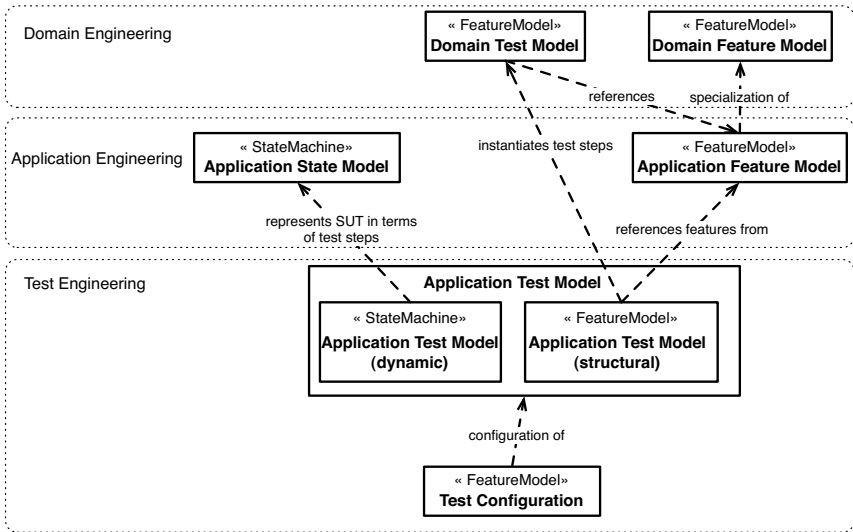 Domain Engineering
« FeatureModel»
Domain Test Model
« FeatureModel»
Domain Feature Model
references
specialization of
Application Engineering
« StateMachine»
Application State Model
instantiates test steps
« FeatureModel»
Application Feature Model
represents SUT in terms
of test steps
references features from
Test Engineering
Application Test Model
« StateMachine»
Application Test Model
(dynamic)
« FeatureModel»
Application Test Model
(structural)
configuration of
« FeatureModel»
Test Configuration